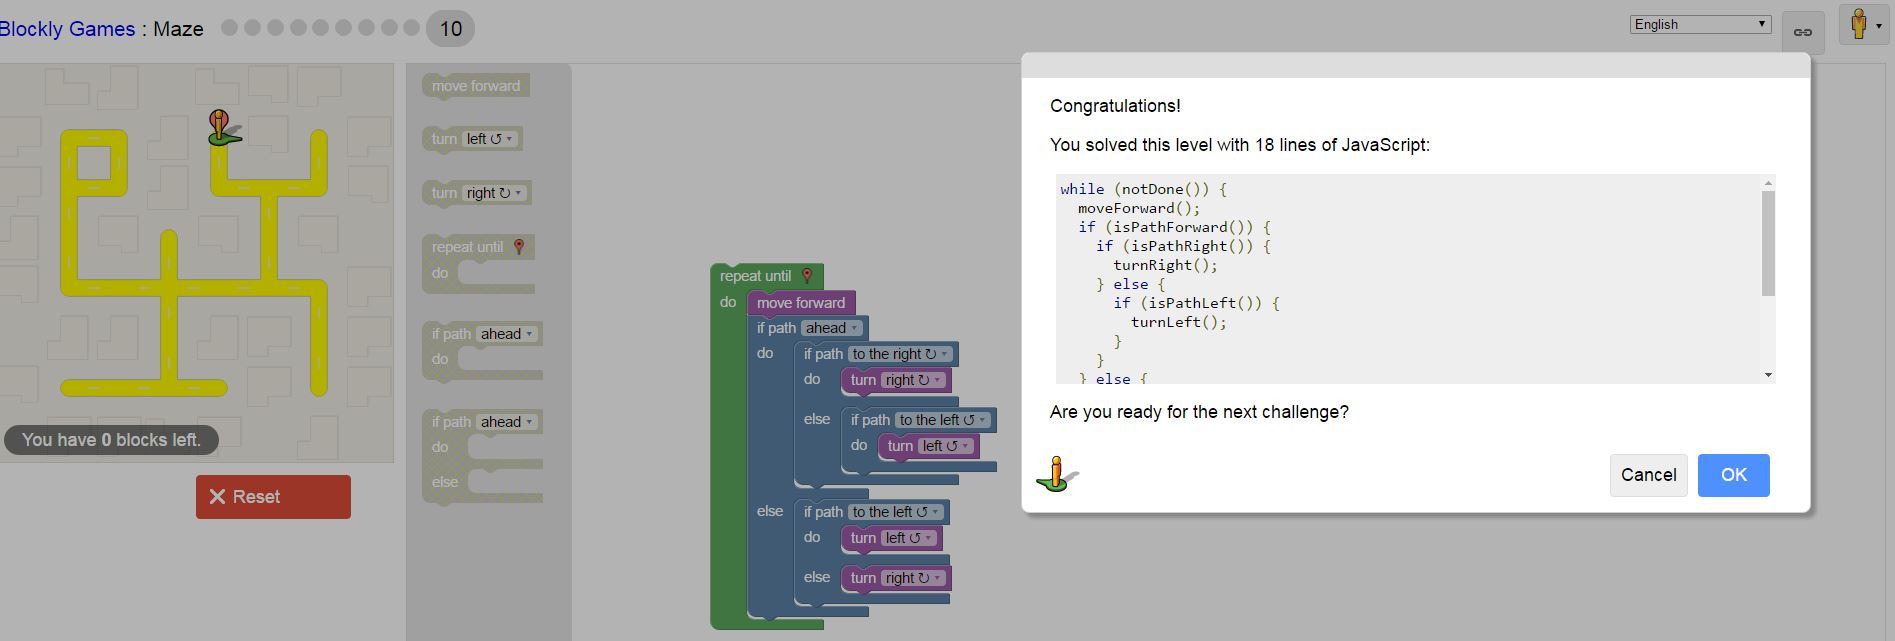 Blockly Games : Maze 10
English
You have 0 blocks left.
Reset
move forward
turn left ↺
turn right ↻
repeat until
do
if path ahead
do
if path ahead
do
else
repeat until
do move forward
if path ahead
do if path to the right ↻
do turn right ↻
else if path to the left ↺
do turn left ↺
else if path to the left ↺
do turn left ↺
else turn right ↻
Congratulations!
You solved this level with 18 lines of JavaScript:
while (notDone()) {
moveForward();
if (isPathForward()) {
if (isPathRight()) {
turnRight();
} else {
if (isPathLeft()) {
turnLeft();
}
}
} else {
Are you ready for the next challenge?
Cancel OK